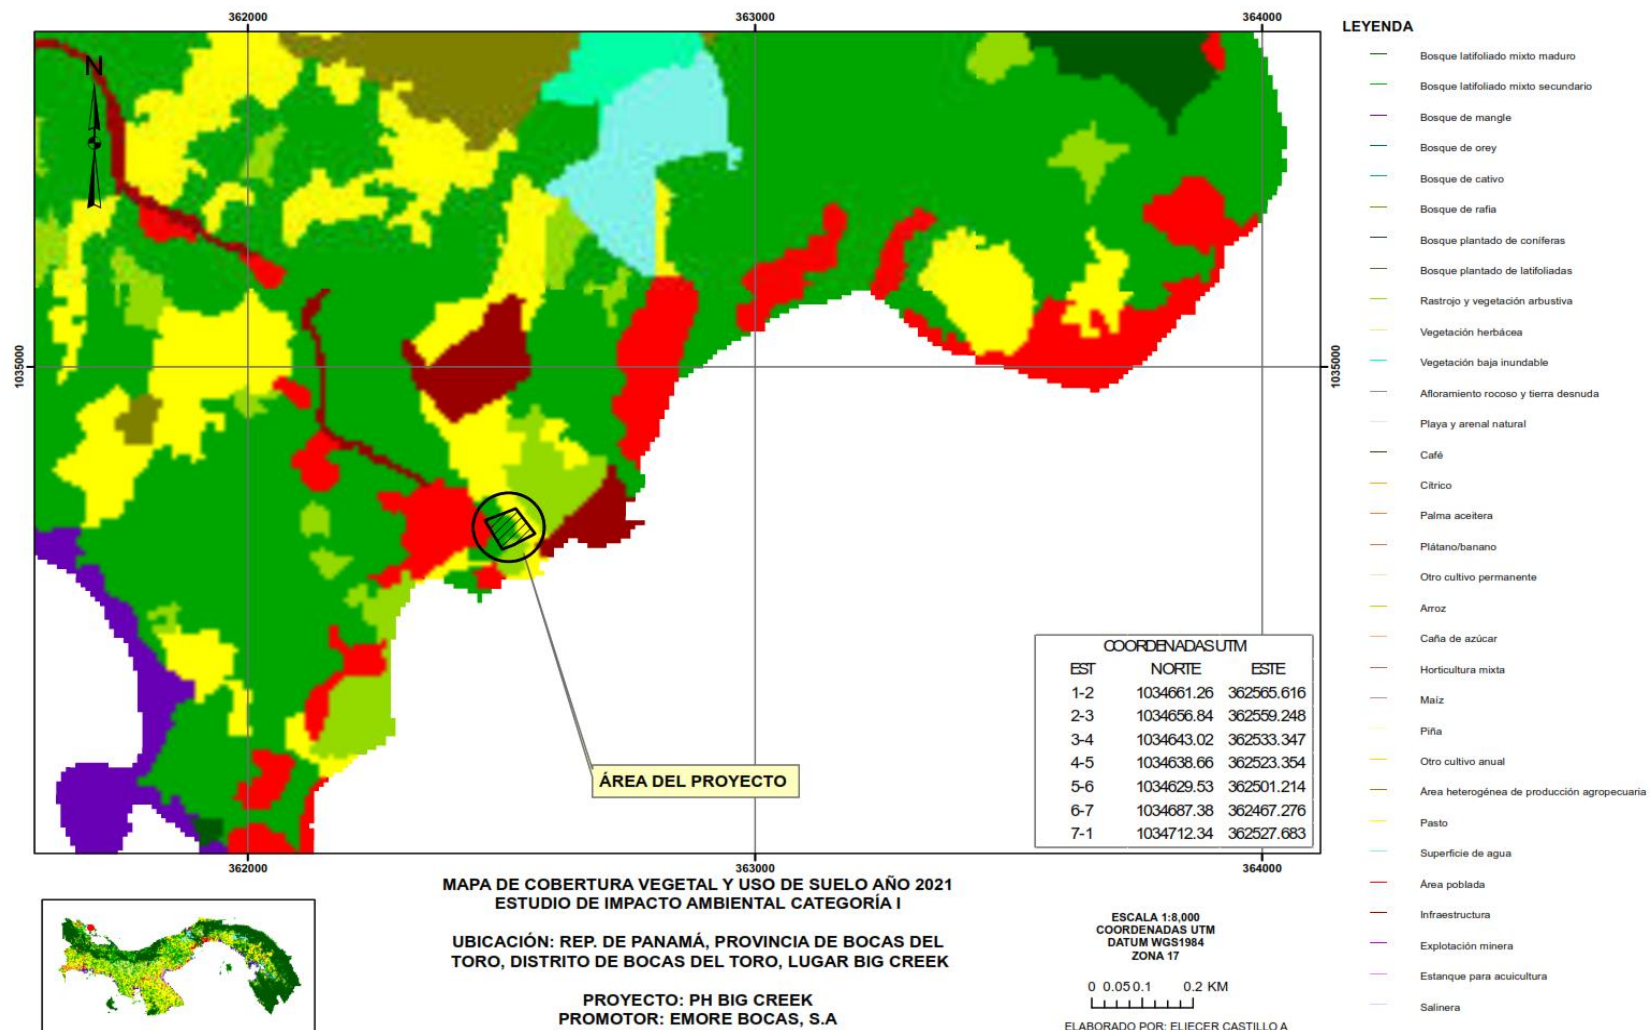 362000
363000
364000
LEYENDA
N
1035000
1035000
ÁREA DEL PROYECTO
COORDENADAS UTM
EST NORTE ESTE
1-2 1034661.26 362565.616
2-3 1034656.84 362559.248
3-4 1034643.02 362533.347
4-5 1034638.66 362523.354
5-6 1034629.53 362501.214
6-7 1034687.38 362467.276
7-1 1034712.34 362527.683
362000
363000
364000
Bosque latifoliado mixto maduro
Bosque latifoliado mixto secundario
Bosque de mangle
Bosque de orey
Bosque de cativo
Bosque de rafia
Bosque plantado de coníferas
Bosque plantado de latifoliadas
Rastrojo y vegetación arbustiva
Vegetación herbácea
Vegetación baja inundable
Afloramiento rocoso y tierra desnuda
Playa y arenal natural
Café
Cítrico
Palma aceitera
Plátano/banano
Otro cultivo permanente
Arroz
Caña de azúcar
Horticultura mixta
Maíz
Piña
Otro cultivo anual
Área heterogénea de producción agropecuaria
Pasto
Superficie de agua
Área poblada
Infraestructura
Explotación minera
Estanque para acuicultura
Salinera
MAPA DE COBERTURA VEGETAL Y USO DE SUELO AÑO 2021
ESTUDIO DE IMPACTO AMBIENTAL CATEGORÍA I
UBICACIÓN: REP. DE PANAMÁ, PROVINCIA DE BOCAS DEL
TORO, DISTRITO DE BOCAS DEL TORO, LUGAR BIG CREEK
PROYECTO: PH BIG CREEK
PROMOTOR: EMORE BOCAS, S.A
ESCALA 1:8,000
COORDENADAS UTM
DATUM WGS1984
ZONA 17
0 0.05 0.1 0.2 KM
ELABORADO POR: ELIECER CASTILLO A